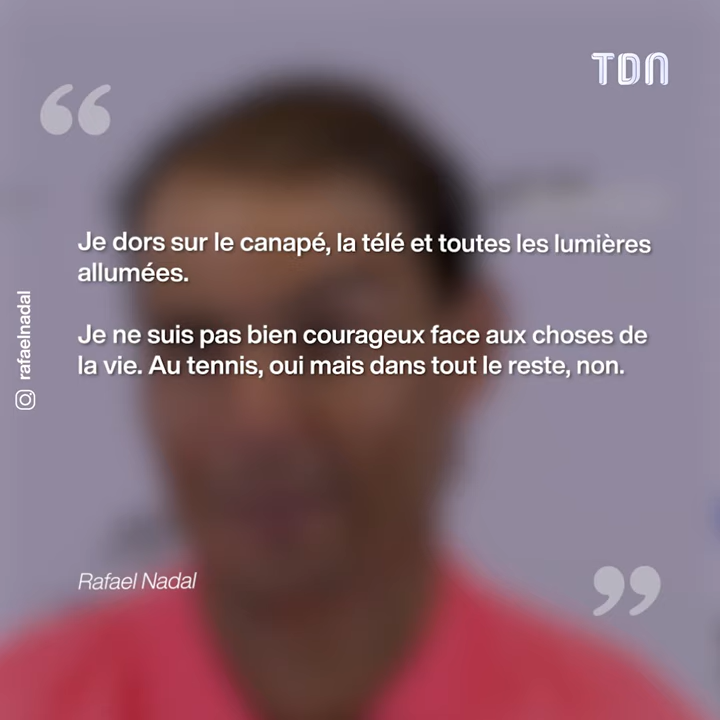 TDN
“
Je dors sur le canapé, la télé et toutes les lumières
allumées.
Je ne suis pas bien courageux face aux choses de
la vie. Au tennis, oui mais dans tout le reste, non.
rafaelnadal
Rafael Nadal
”